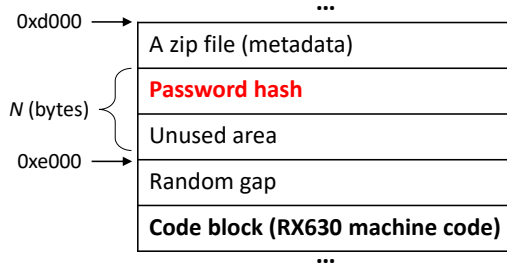 ...
0xd000
A zip file (metadata)
Password hash
N (bytes)
Unused area
0xe000
Random gap
Code block (RX630 machine code)
...